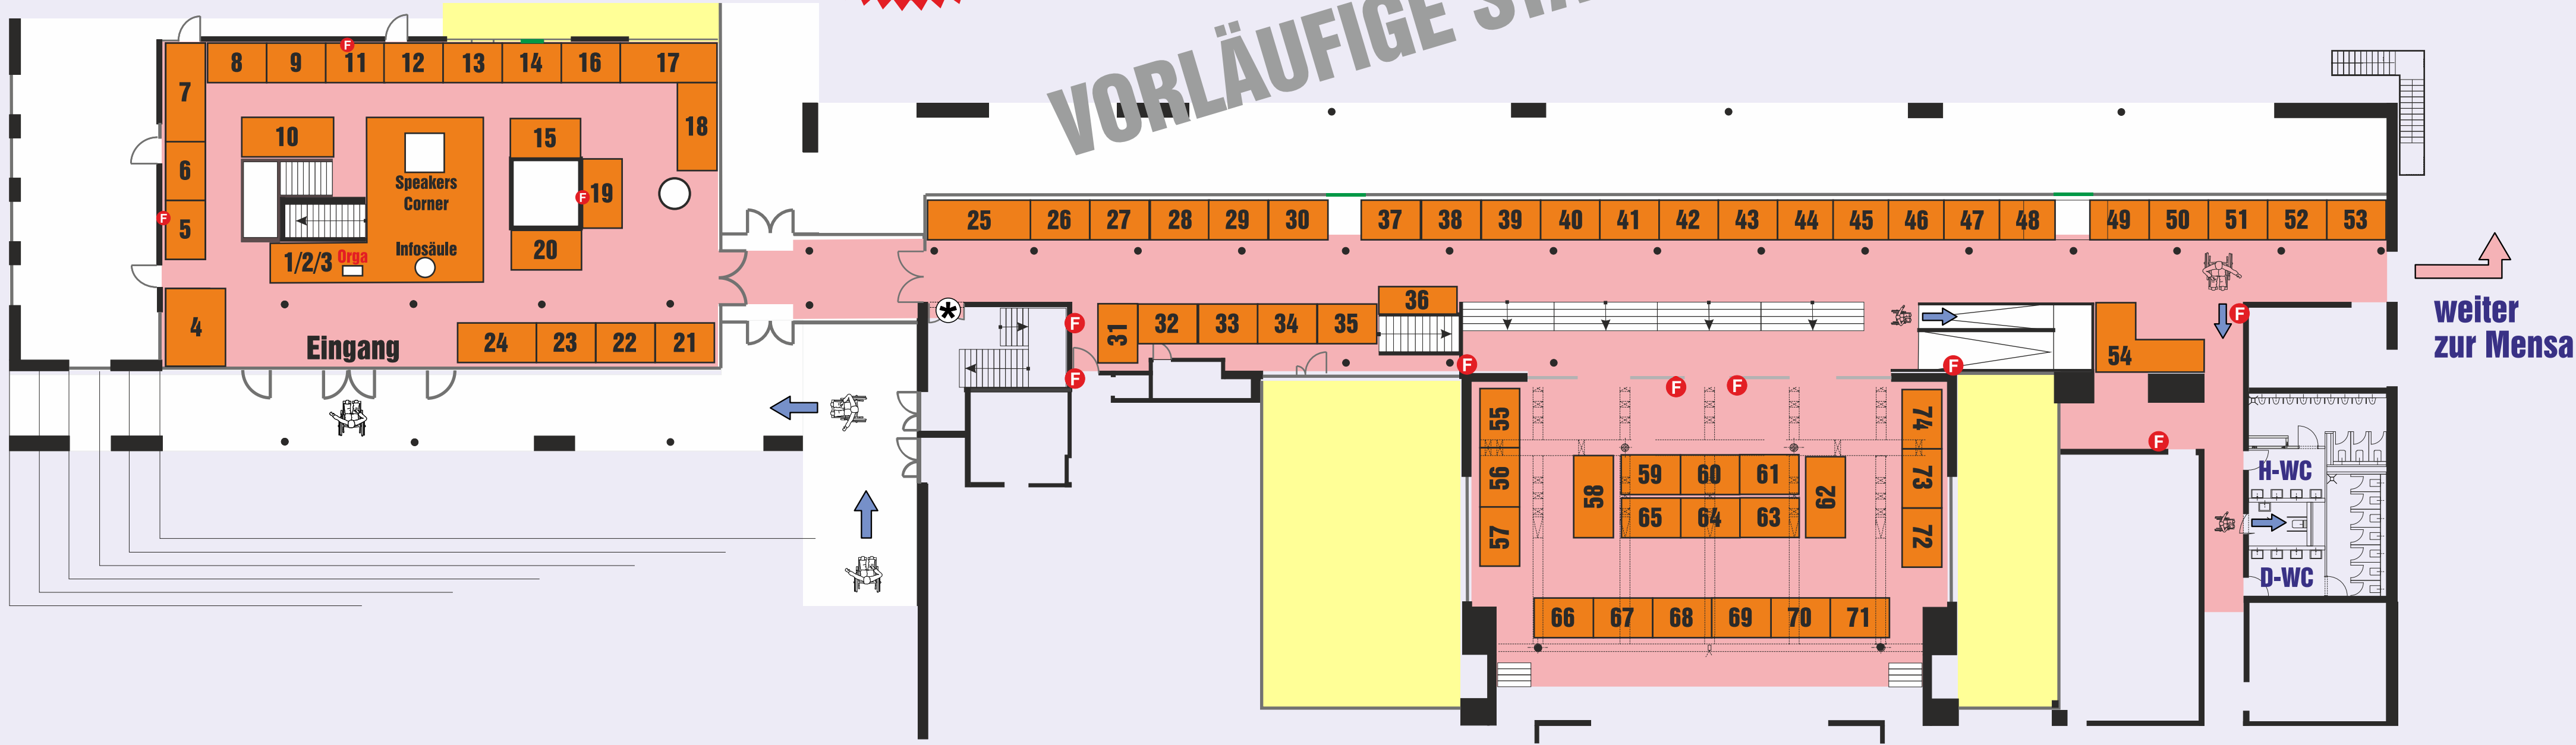 VORLÄUFIGE
8 9 11 12 13 14 16 17
F
7
10
15
18
6
Speakers
Corner
19
F
F
5
20
1/2/3 Orga
Infosäule
4
Eingang
24 23 22 21
25 26 27 28 29 30 37 38 39 40 41 42 43 44 45 46 47 48 49 50 51 52 53
*
36
31 32 33 34 35
F
F
F
F
F
F
F
F
54
weiter
zur Mensa
55
56
57
58
59 60 61
65 64 63
62
74
73
72
66 67 68 69 70 71
H-WC
D-WC